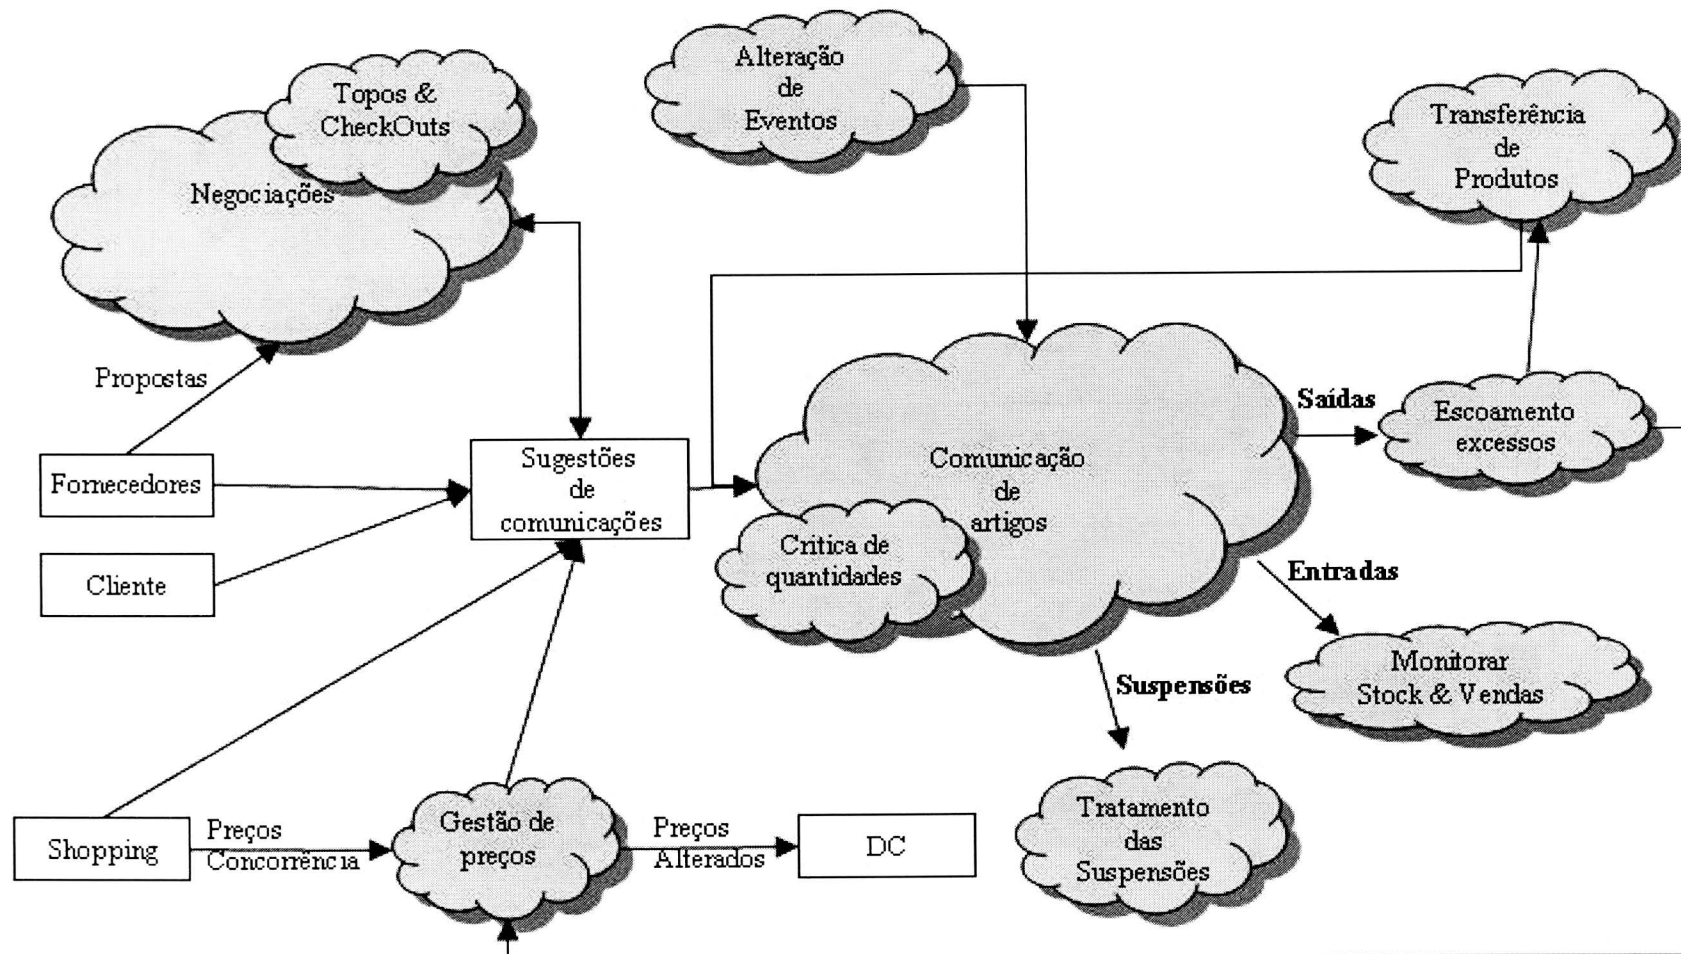 Topos &
CheckOuts
Negociações
Alteração
de
Eventos
Transferência
de
Produtos
Propostas
Fornecedores
Cliente
Sugestões
de
comunicações
Comunicação
de
artigos
Critica de
quantidades
Saídas
Escoamento
excessos
Entradas
Monitorar
Stock & Vendas
Suspensões
Tratamento
das
Suspensões
Shopping
Preços
Concorrência
Gestão de
preços
Preços
Alterados
DC